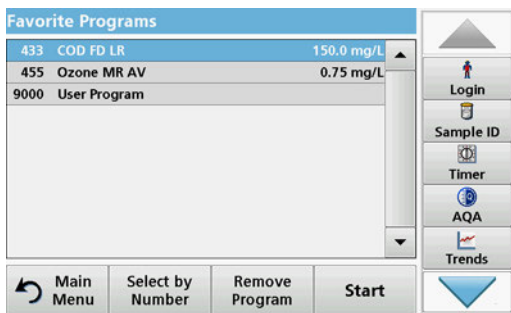 Favorite Programs
433 COD FD LR 150.0 mg/L
455 Ozone MR AV 0.75 mg/L
9000 User Program
Login
Sample ID
Timer
AQA
Trends
Main Menu
Select by Number
Remove Program
Start